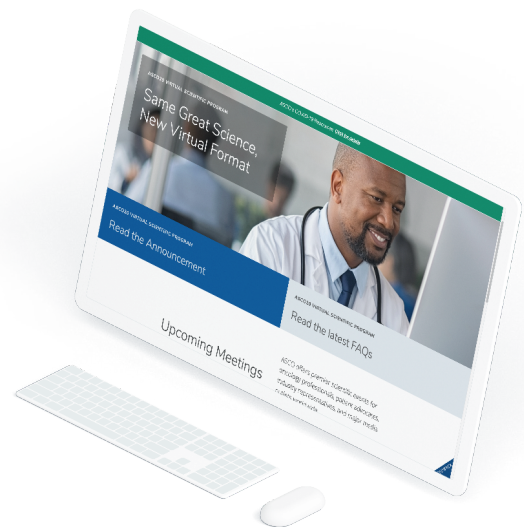 ASCO20 VIRTUAL SCIENTIFIC PROGRAM
Same Great Science,
New Virtual Format
ASCO20 VIRTUAL SCIENTIFIC PROGRAM
Read the Announcement
ASCO20 VIRTUAL SCIENTIFIC PROGRAM
Read the latest FAQs
Upcoming Meetings
ASCO offers premier scientific events for
oncology professionals, patient advocates,
industry representatives, and major media